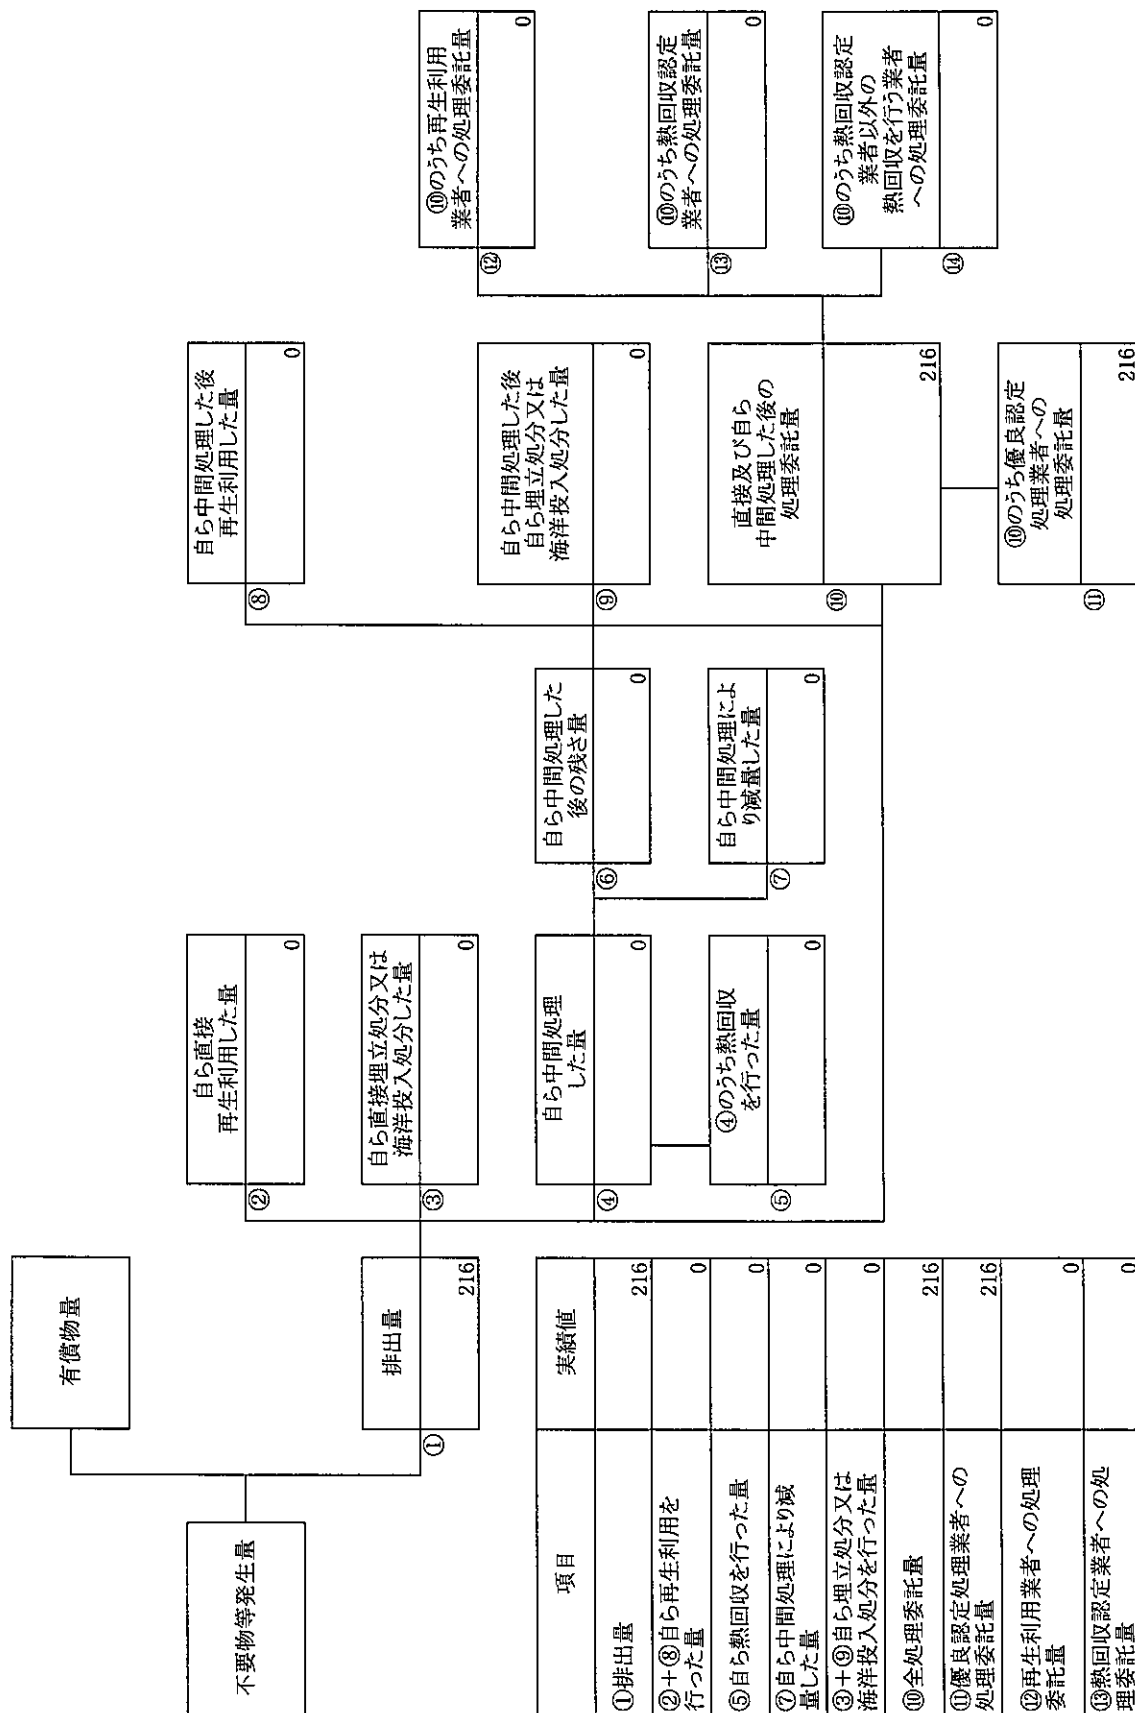 不要物等発生量
有償物量
①
排出量
216
②
自ら直接
再生利用した量
0
③
自ら直接埋立処分又は
海洋投入処分した量
0
④
自ら中間処理
した量
0
⑤
④のうち熱回収
を行った量
0
⑥
自ら中間処理した
後の残さ量
0
⑦
自ら中間処理によ
り減量した量
0
⑧
自ら中間処理した後
再生利用した量
0
⑨
自ら中間処理した後
自ら埋立処分又は
海洋投入処分した量
0
⑩
直接及び自ら
中間処理した後の
処理委託量
216
⑪
⑩のうち優良認定
処理業者への
処理委託量
216
⑫
⑩のうち再生利用
業者への処理委託量
0
⑬
⑩のうち熱回収認定
業者への処理委託量
0
⑭
⑩のうち熱回収認定
業者以外の
熱回収を行う業者
への処理委託量
0
項目
実績値
①排出量
216
②+⑧自ら再生利用を
行った量
0
⑤自ら熱回収を行った量
0
⑦自ら中間処理により減
量した量
0
③+⑨自ら埋立処分又は
海洋投入処分を行った量
0
⑩全処理委託量
216
⑪優良認定処理業者への
処理委託量
216
⑫再生利用業者への処理
委託量
0
⑬熱回収認定業者への処
理委託量
0